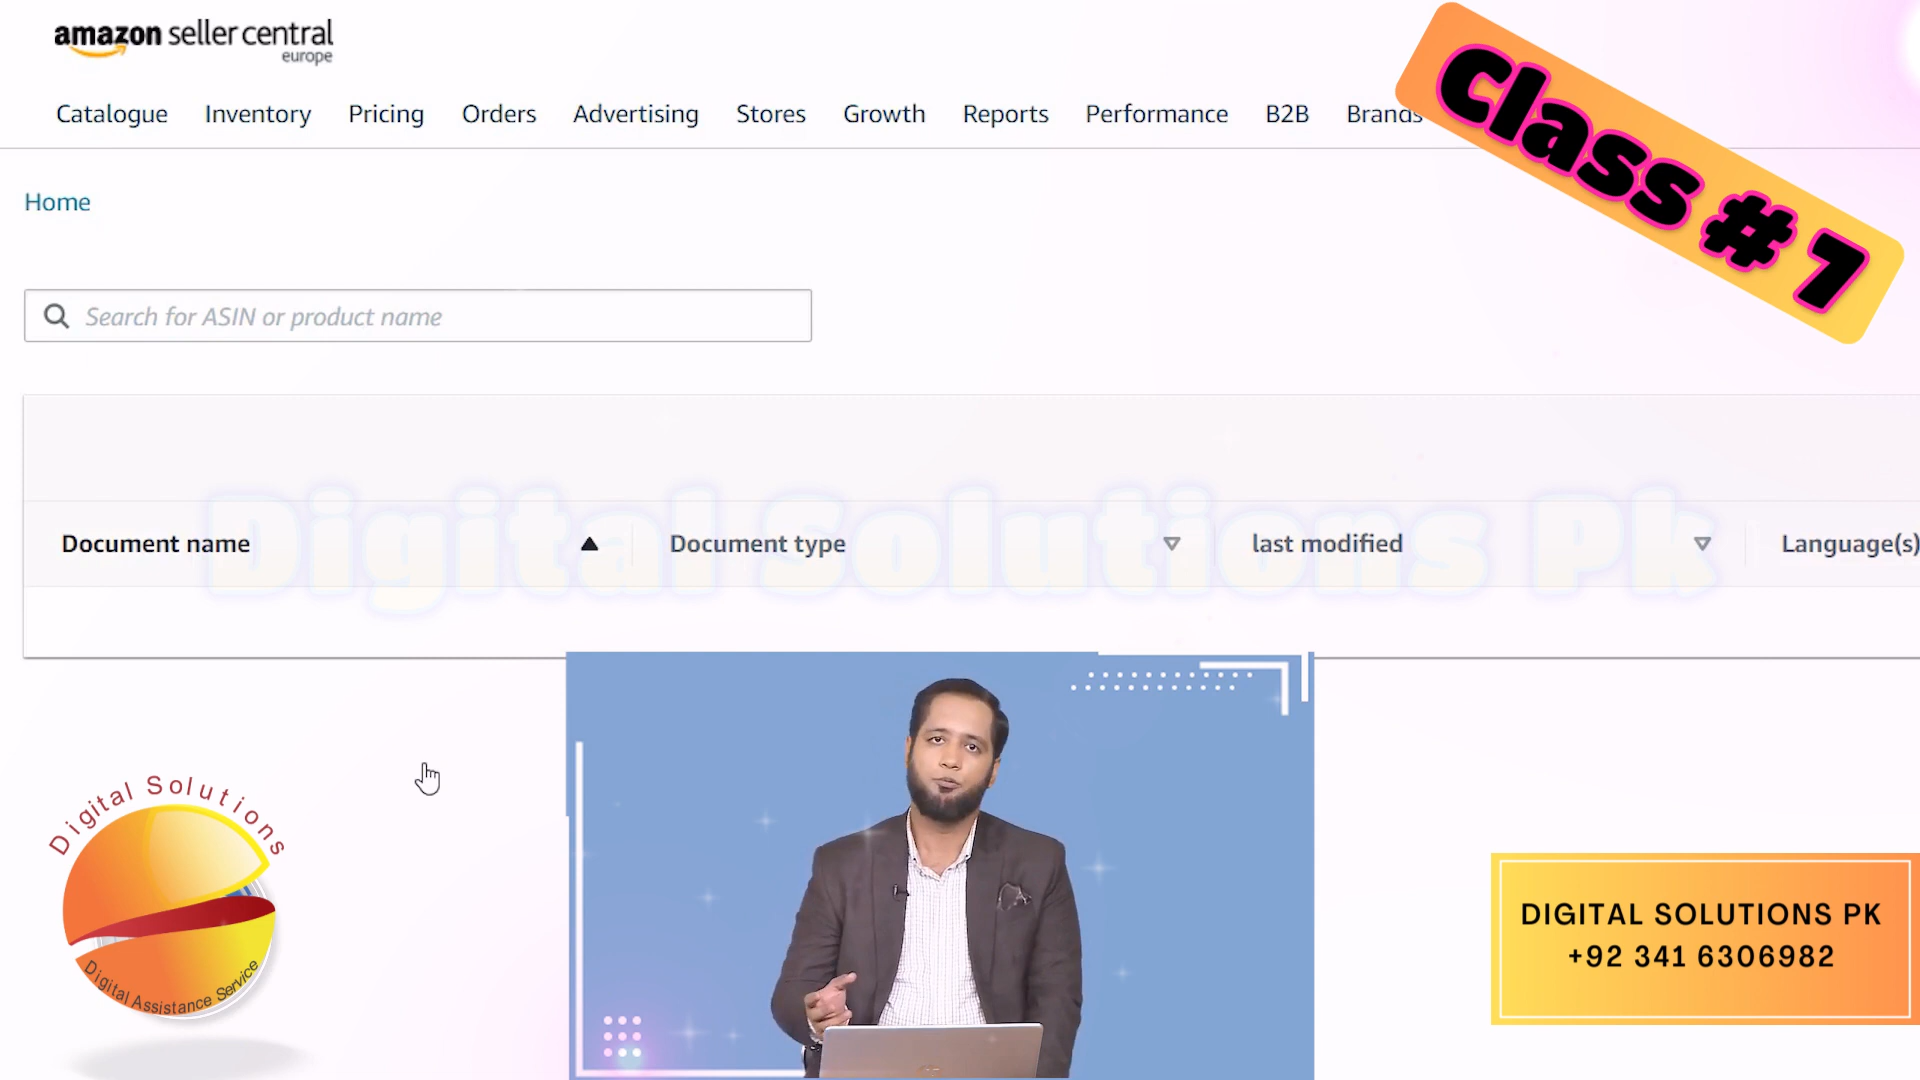 amazon seller central
europe
Catalogue Inventory Pricing Orders Advertising Stores Growth Reports Performance B2B Brands
Class # 7
Home
Search for ASIN or product name
Digital Solutions Pk
Document name Document type last modified Language(s)
Digital Solutions
Digital Assistance Service
DIGITAL SOLUTIONS PK
+92 341 6306982